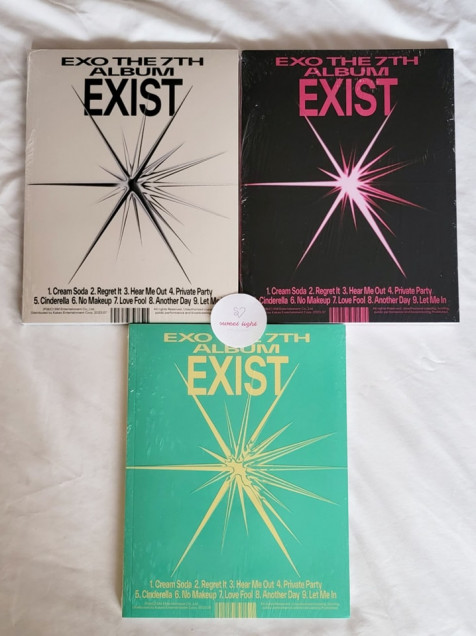 EXO THE 7TH
ALBUM
EXIST
1. Cream Soda 2. Regret It 3. Hear Me Out 4. Private Party
5. Cinderella 6. No Makeup 7. Love Fool 8. Another Day 9. Let Me
EXO THE 7TH
ALBUM
EXIST
1. Cream Soda 2. Regret It 3. Hear Me Out 4. Private Party
Cinderella 6. No Makeup 7. Love Fool 8. Another Day 9. Let Me In
EXO THE 7TH
ALBUM
EXIST
1. Cream Soda 2. Regret It 3. Hear Me Out 4. Private Party
5. Cinderella 6. No Makeup 7. Love Fool 8. Another Day 9. Let Me In